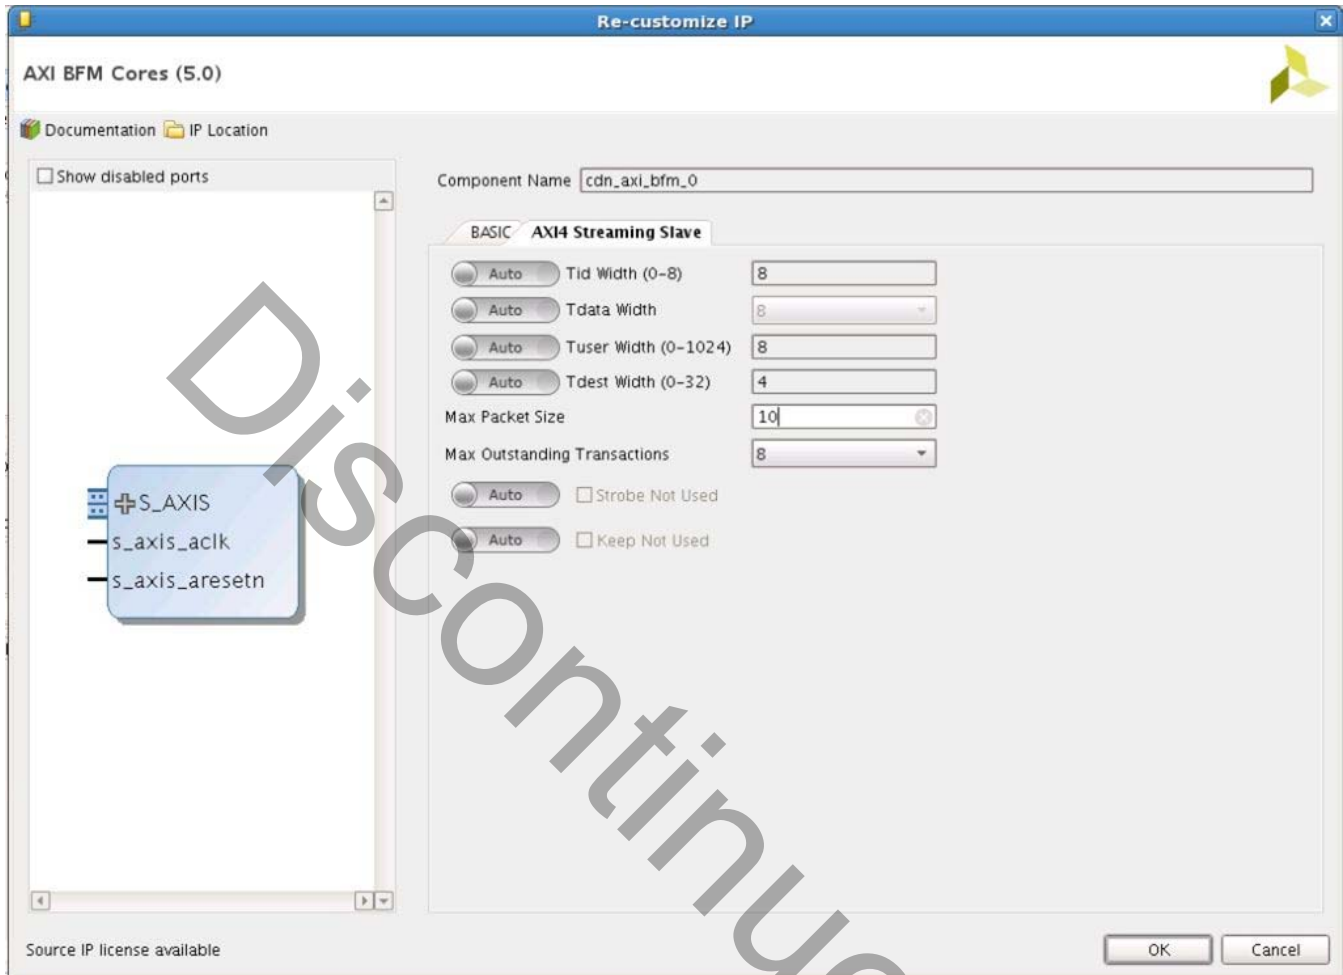 Re-customize IP
AXI BFM Cores (5.0)
Documentation IP Location
Show disabled ports
Component Name cdn_axi_bfm_0
BASIC AXI4 Streaming Slave
Auto Tid Width (0-8) 8
Auto Tdata Width 8
Auto Tuser Width (0-1024) 8
Auto Tdest Width (0-32) 4
Max Packet Size 10
Max Outstanding Transactions 8
Auto Strobe Not Used
Auto Keep Not Used
S_AXIS
s_axis_aclk
s_axis_aresetn
Source IP license available
OK Cancel
Discontinue